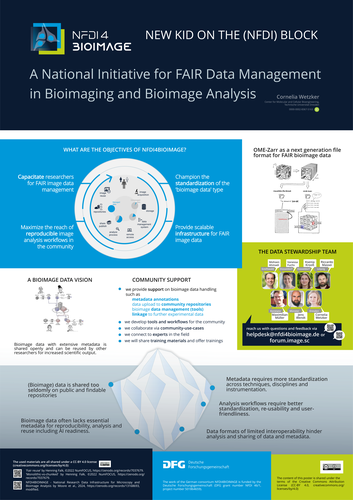 NFDI4
BIOIMAGE
NEW KID ON THE (NFDI) BLOCK
A National Initiative for FAIR Data Management
in Bioimaging and Bioimage Analysis
Cornelia Wetzker
WHAT ARE THE OBJECTIVES OF NFDI4BIOIMAGE?
Capacitate researchers
for FAIR image data
management
Champion the
standardization of the
'bioimage data' type
Maximize the reach of
reproducible image
analysis workflows in
the community
Provide scalable
infrastructure for FAIR
image data
OME-Zarr as a next generation file
format for FAIR bioimage data
THE DATA STEWARDSHIP TEAM
reach us with questions and feedback via
helpdesk@nfdi4bioimage.de or
forum.image.sc
A BIOIMAGE DATA VISION
Bioimage data with extensive metadata is
shared openly and can be reused by other
researchers for increased scientific output.
COMMUNITY SUPPORT
we provide support on bioimage data handling
such as
metadata annotations
data upload to community repositories
bioimage data management (tools)
linkage to further experimental data
we develop tools and workflows for the community
we collaborate via community use-cases
we connect to experts in the field
we will share training materials and offer trainings
(Bioimage) data is shared too
seldomly on public and findable
repositories
Bioimage data often lacks essential
metadata for reproducibility, analysis and
reuse including AI readiness.
Metadata requires more standardization
across techniques, disciplines and
instrumentation.
Analysis workflows require better
standardization, re-usability and user-
friendliness.
Data formats of limited interoperability hinder
analysis and sharing of data and metadata.
DFG
Deutsche
Forschungsgemeinschaft